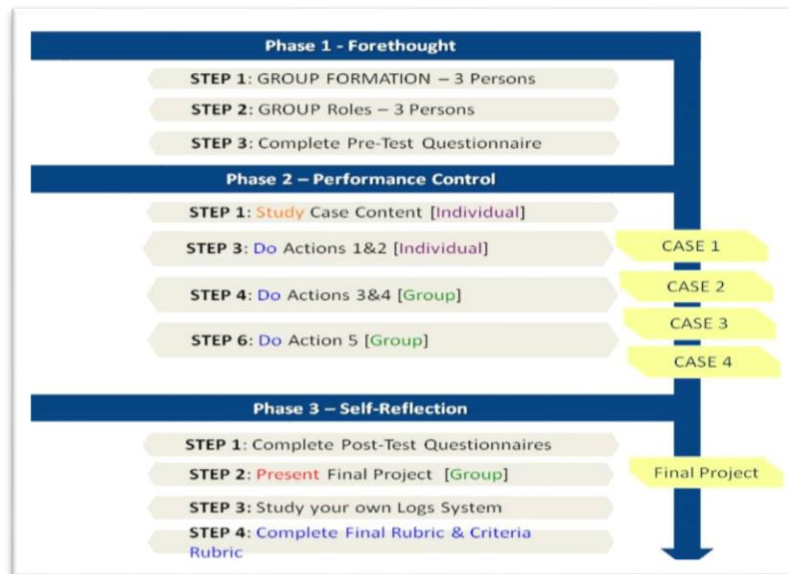 Phase 1 - Forethought
STEP 1: GROUP FORMATION – 3 Persons
STEP 2: GROUP Roles – 3 Persons
STEP 3: Complete Pre-Test Questionnaire
Phase 2 – Performance Control
STEP 1: Study Case Content [Individual]
STEP 3: Do Actions 1&2 [Individual]
CASE 1
STEP 4: Do Actions 3&4 [Group]
CASE 2
CASE 3
STEP 6: Do Action 5 [Group]
CASE 4
Phase 3 – Self-Reflection
STEP 1: Complete Post-Test Questionnaires
STEP 2: Present Final Project [Group]
Final Project
STEP 3: Study your own Logs System
STEP 4: Complete Final Rubric & Criteria
Rubric